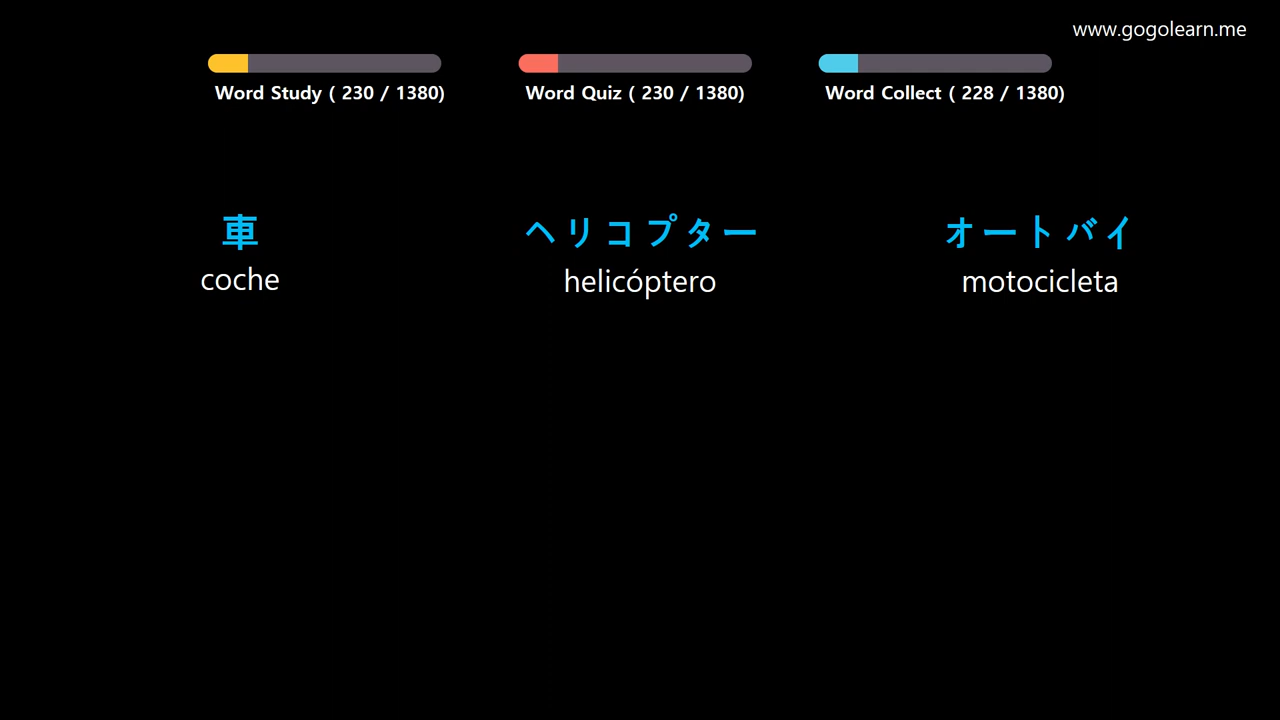 www.gogolearn.me
Word Study ( 230 / 1380)
Word Quiz ( 230 / 1380)
Word Collect ( 228 / 1380)
車
coche
ヘリコプター
helicóptero
オートバイ
motocicleta